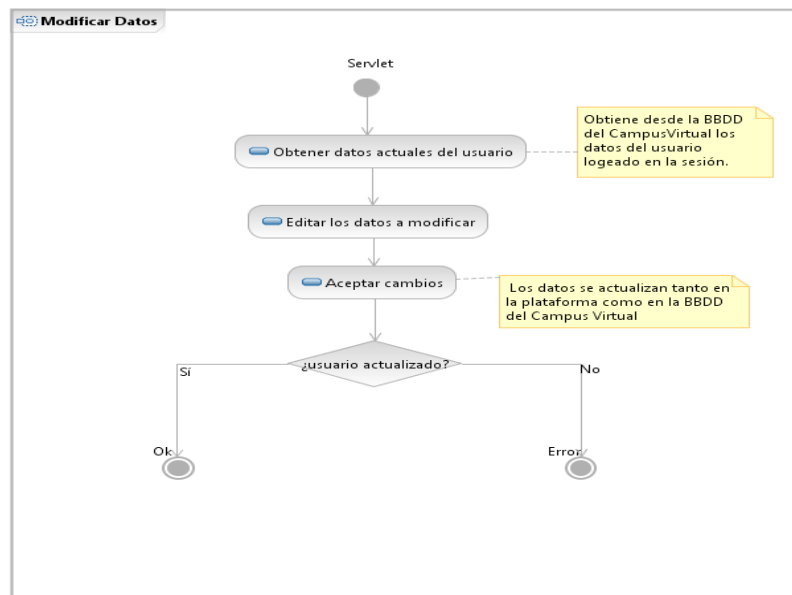 Modificar Datos
Servlet
Obtiene desde la BBDD
del CampusVirtual los
datos del usuario
logeado en la sesión.
Obtener datos actuales del usuario
Editar los datos a modificar
Aceptar cambios
Los datos se actualizan tanto en
la plataforma como en la BBDD
del Campus Virtual
¿usuario actualizado?
Sí
No
Ok
Error